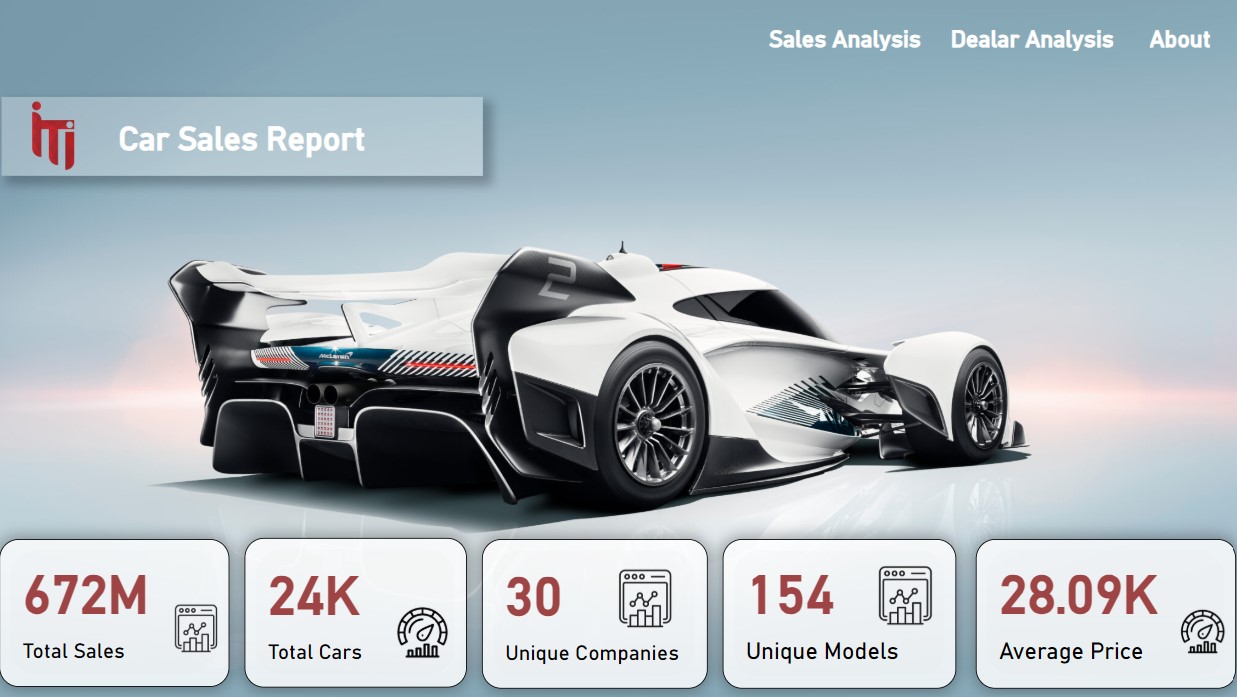 Sales Analysis Dealar Analysis About
iTi
Car Sales Report
2
McLaren
672M
Total Sales
24K
Total Cars
30
Unique Companies
154
Unique Models
28.09K
Average Price